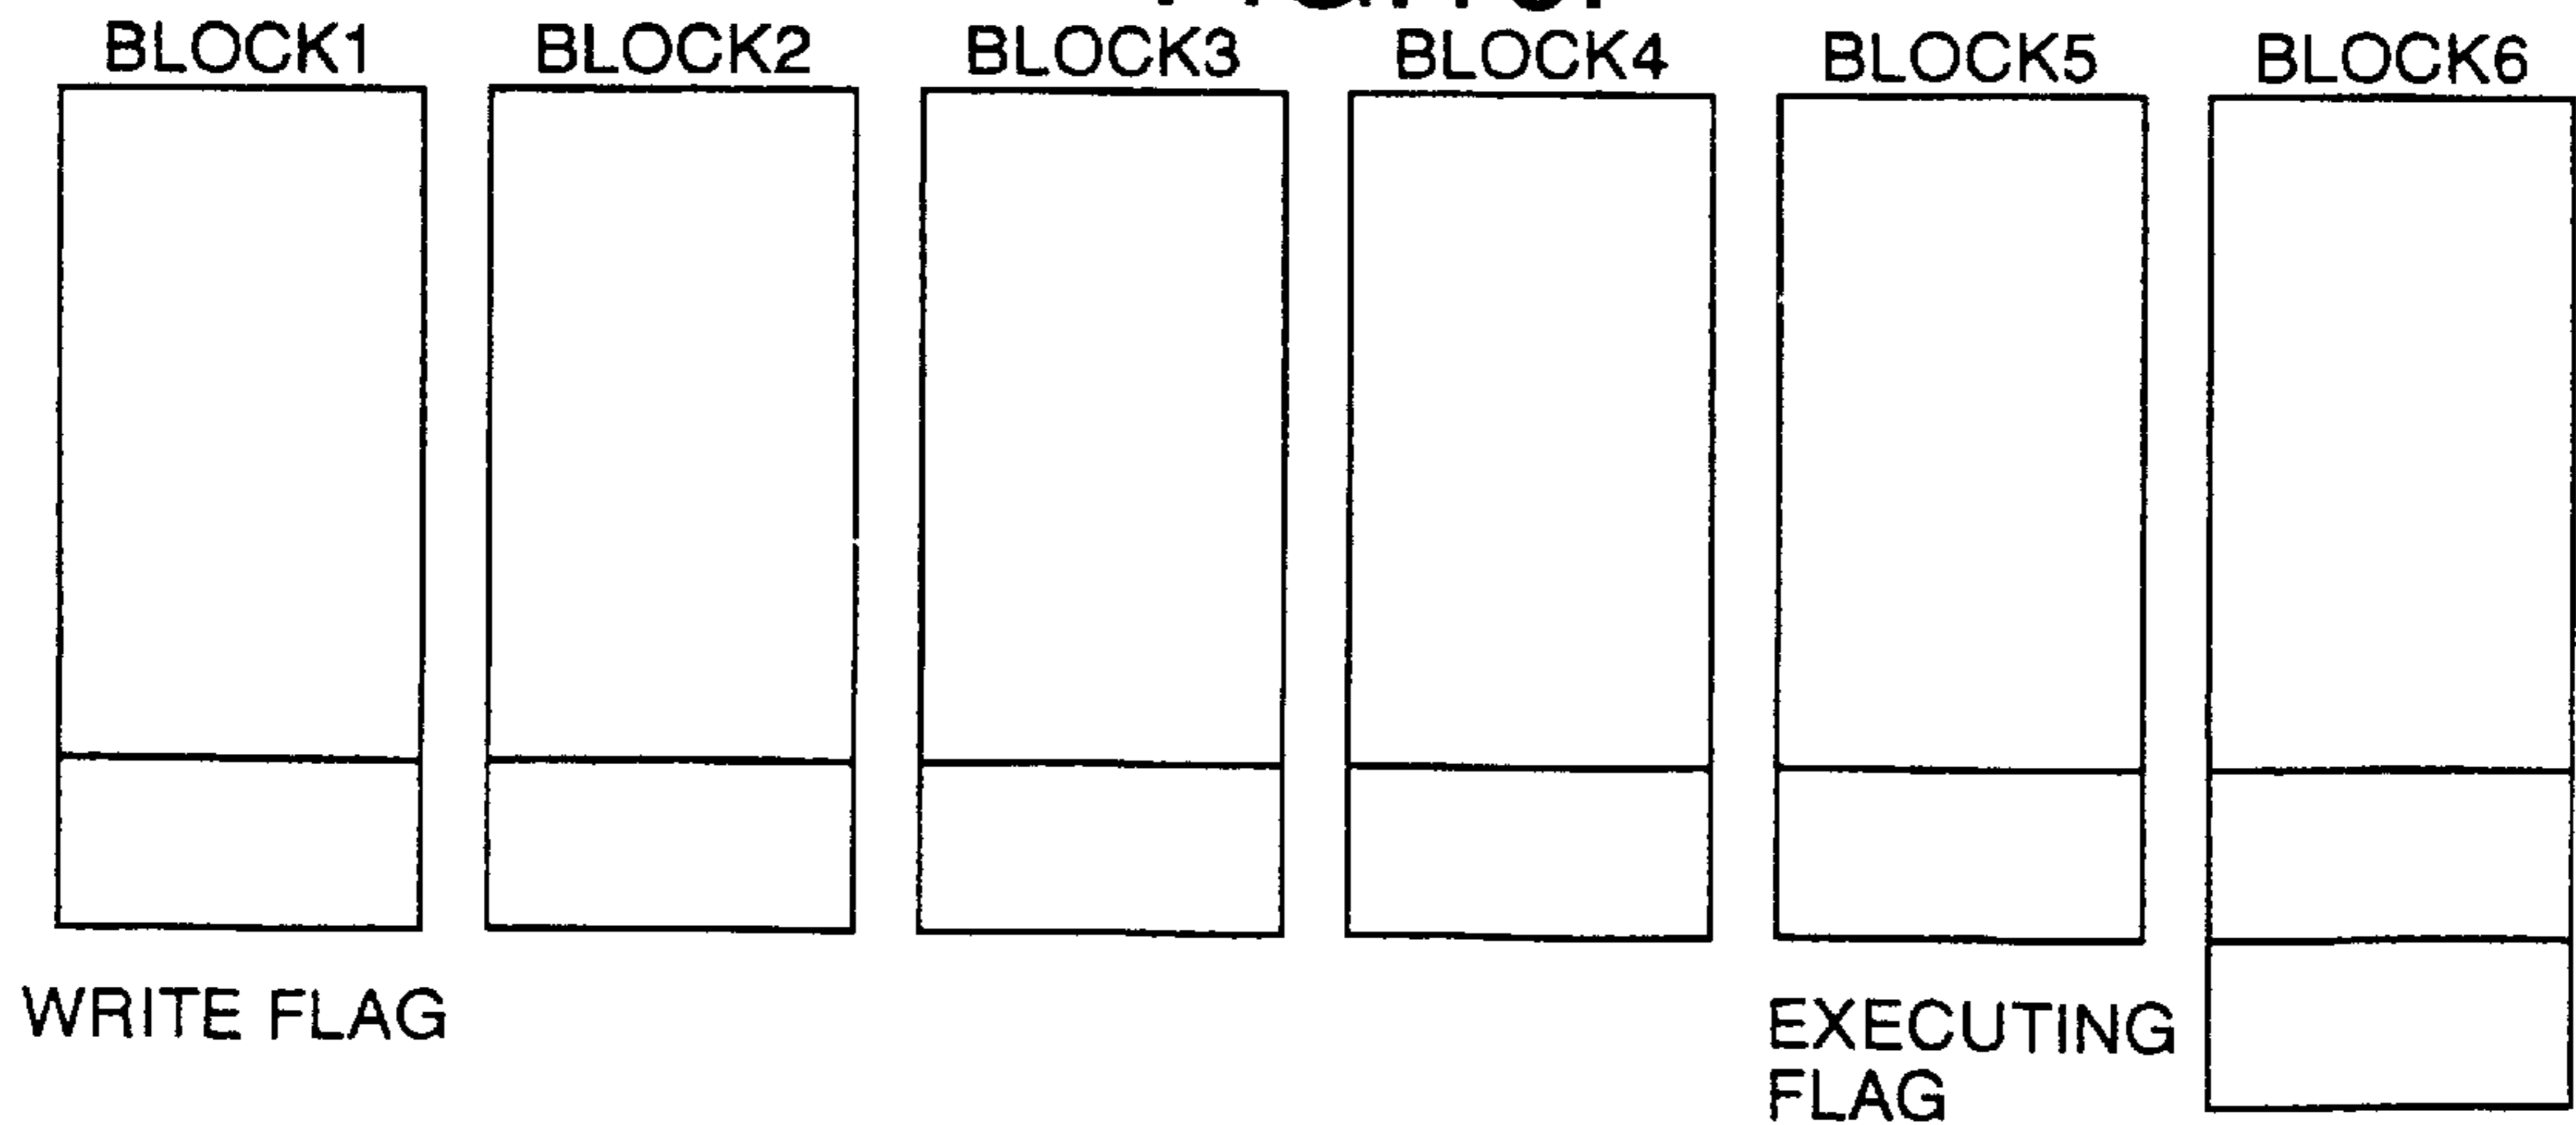 BLOCK1 BLOCK2 BLOCK3 BLOCK4 BLOCK5 BLOCK6
WRITE FLAG
EXECUTING
FLAG